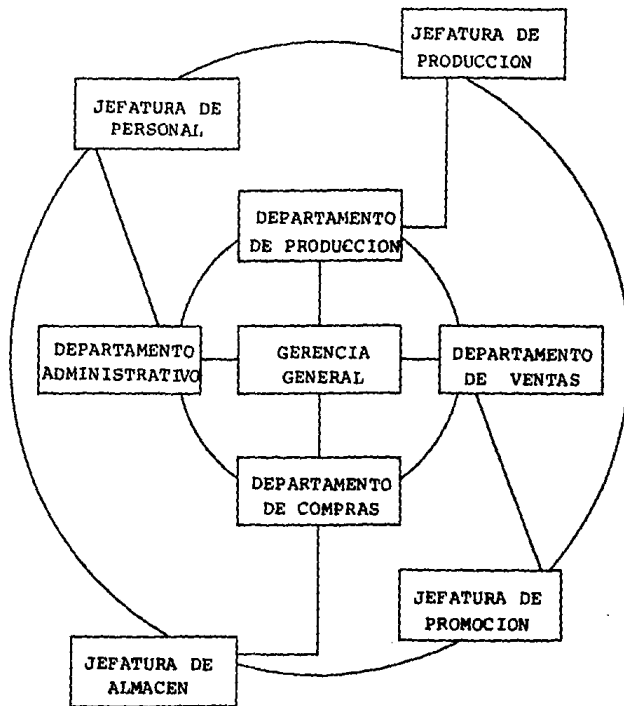 JEFATURA DE
PRODUCCION
JEFATURA DE
PERSONAL
DEPARTAMENTO
DE PRODUCCION
DEPARTAMENTO
ADMINISTRATIVO
GERENCIA
GENERAL
DEPARTAMENTO
DE VENTAS
DEPARTAMENTO
DE COMPRAS
JEFATURA DE
PROMOCION
JEFATURA DE
ALMACEN